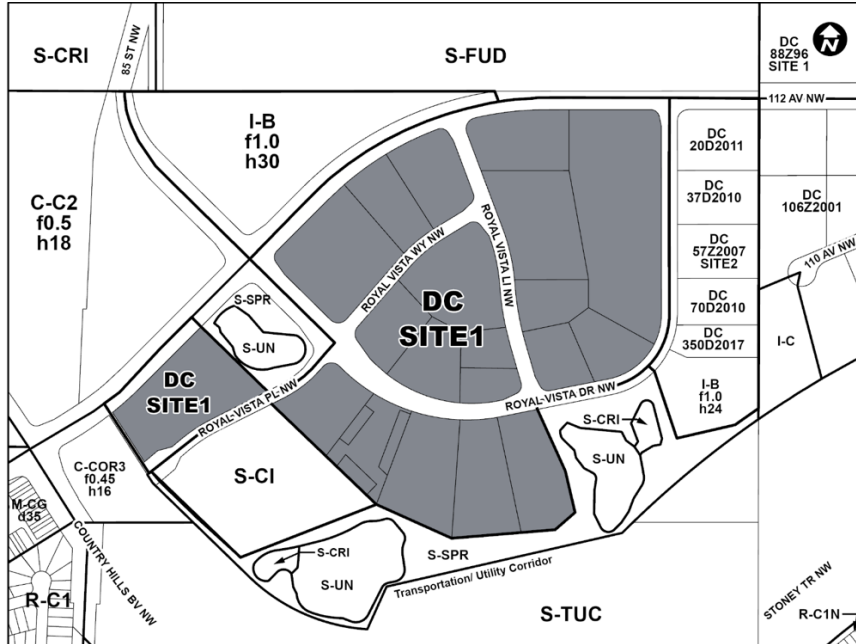 S-CRI
85 ST NW
S-FUD
DC
88Z96
SITE 1
N
112 AV NW
I-B
f1.0
h30
C-C2
f0.5
h18
DC
20D2011
DC
37D2010
DC
106Z2001
DC
57Z2007
SITE2
110 AV NW
DC
70D2010
DC
350D2017
I-C
I-B
f1.0
h24
ROYAL VISTA WY NW
ROYAL VISTA LI NW
DC
SITE1
S-SPR
S-UN
DC
SITE1
ROYAL VISTA PL NW
ROYAL VISTA DR NW
S-CRI
S-UN
C-COR3
f0.45
h16
S-CI
M-CG
d35
COUNTRY HILLS BV NW
R-C1
S-CRI
S-UN
S-SPR
Transportation/ Utility Corridor
S-TUC
STONEY TR NW
R-C1N